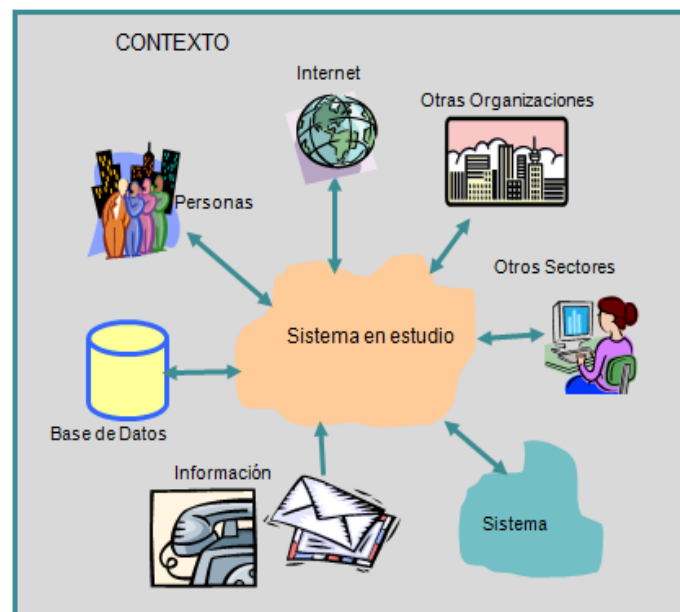 CONTEXTO
Internet
Otras Organizaciones
Personas
Otros Sectores
Sistema en estudio
Base de Datos
Información
Sistema